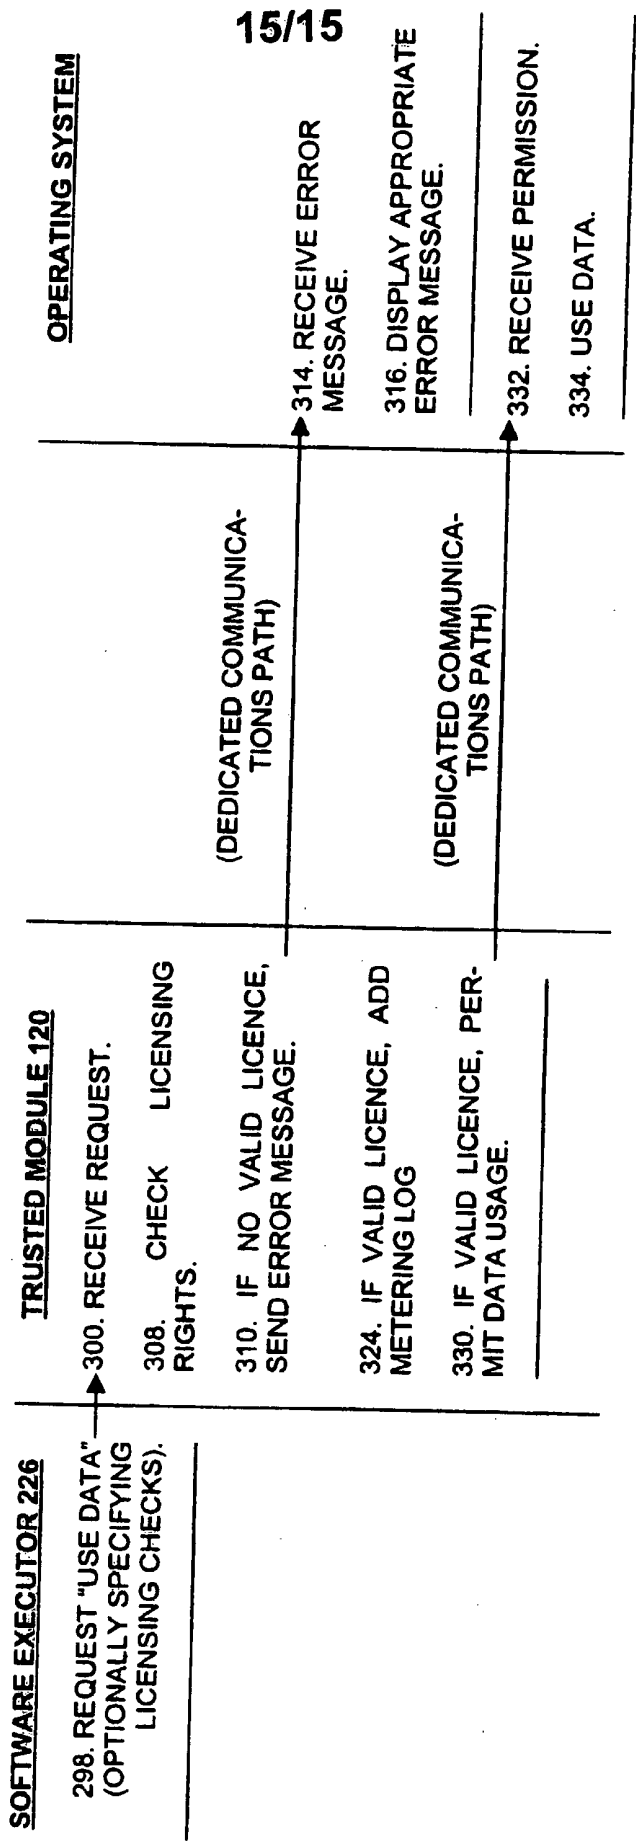 15/15
SOFTWARE EXECUTOR 226
298. REQUEST "USE DATA"
(OPTIONALLY SPECIFYING
LICENSING CHECKS).
TRUSTED MODULE 120
300. RECEIVE REQUEST.
308. CHECK LICENSING
RIGHTS.
310. IF NO VALID LICENCE,
SEND ERROR MESSAGE.
324. IF VALID LICENCE, ADD
METERING LOG
330. IF VALID LICENCE, PER-
MIT DATA USAGE.
(DEDICATED COMMUNICA-
TIONS PATH)
(DEDICATED COMMUNICA-
TIONS PATH)
OPERATING SYSTEM
314. RECEIVE ERROR
MESSAGE.
316. DISPLAY APPROPRIATE
ERROR MESSAGE.
332. RECEIVE PERMISSION.
334. USE DATA.